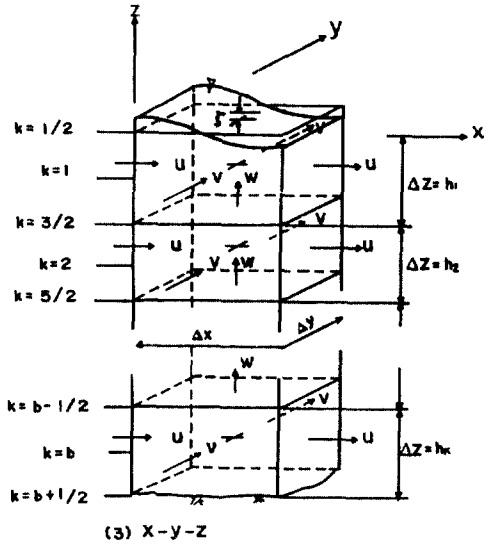 z
y
k = 1/2
ζ
v
x
k=1
u
v
w
u
ΔZ= h₁
k= 3/2
v
k=2
u
v
w
u
ΔZ=h₂
k= 5/2
Δx
Δy
w
k=b-1/2
v
k=b
u
v
u
ΔZ=hₖ
k=b+1/2
(3) X-y-Z